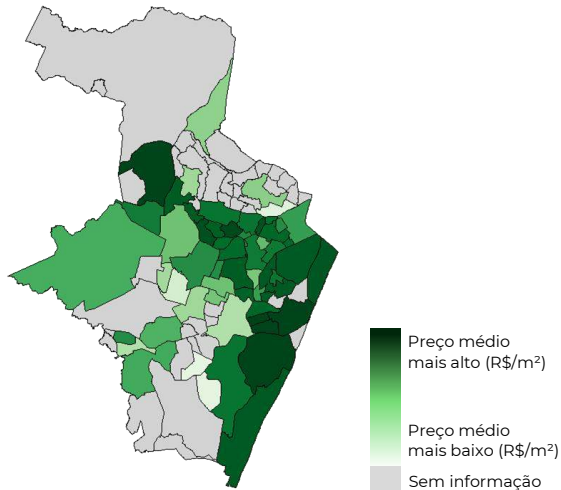 Preço médio
mais alto (R$/m²)
Preço médio
mais baixo (R$/m²)
Sem informação